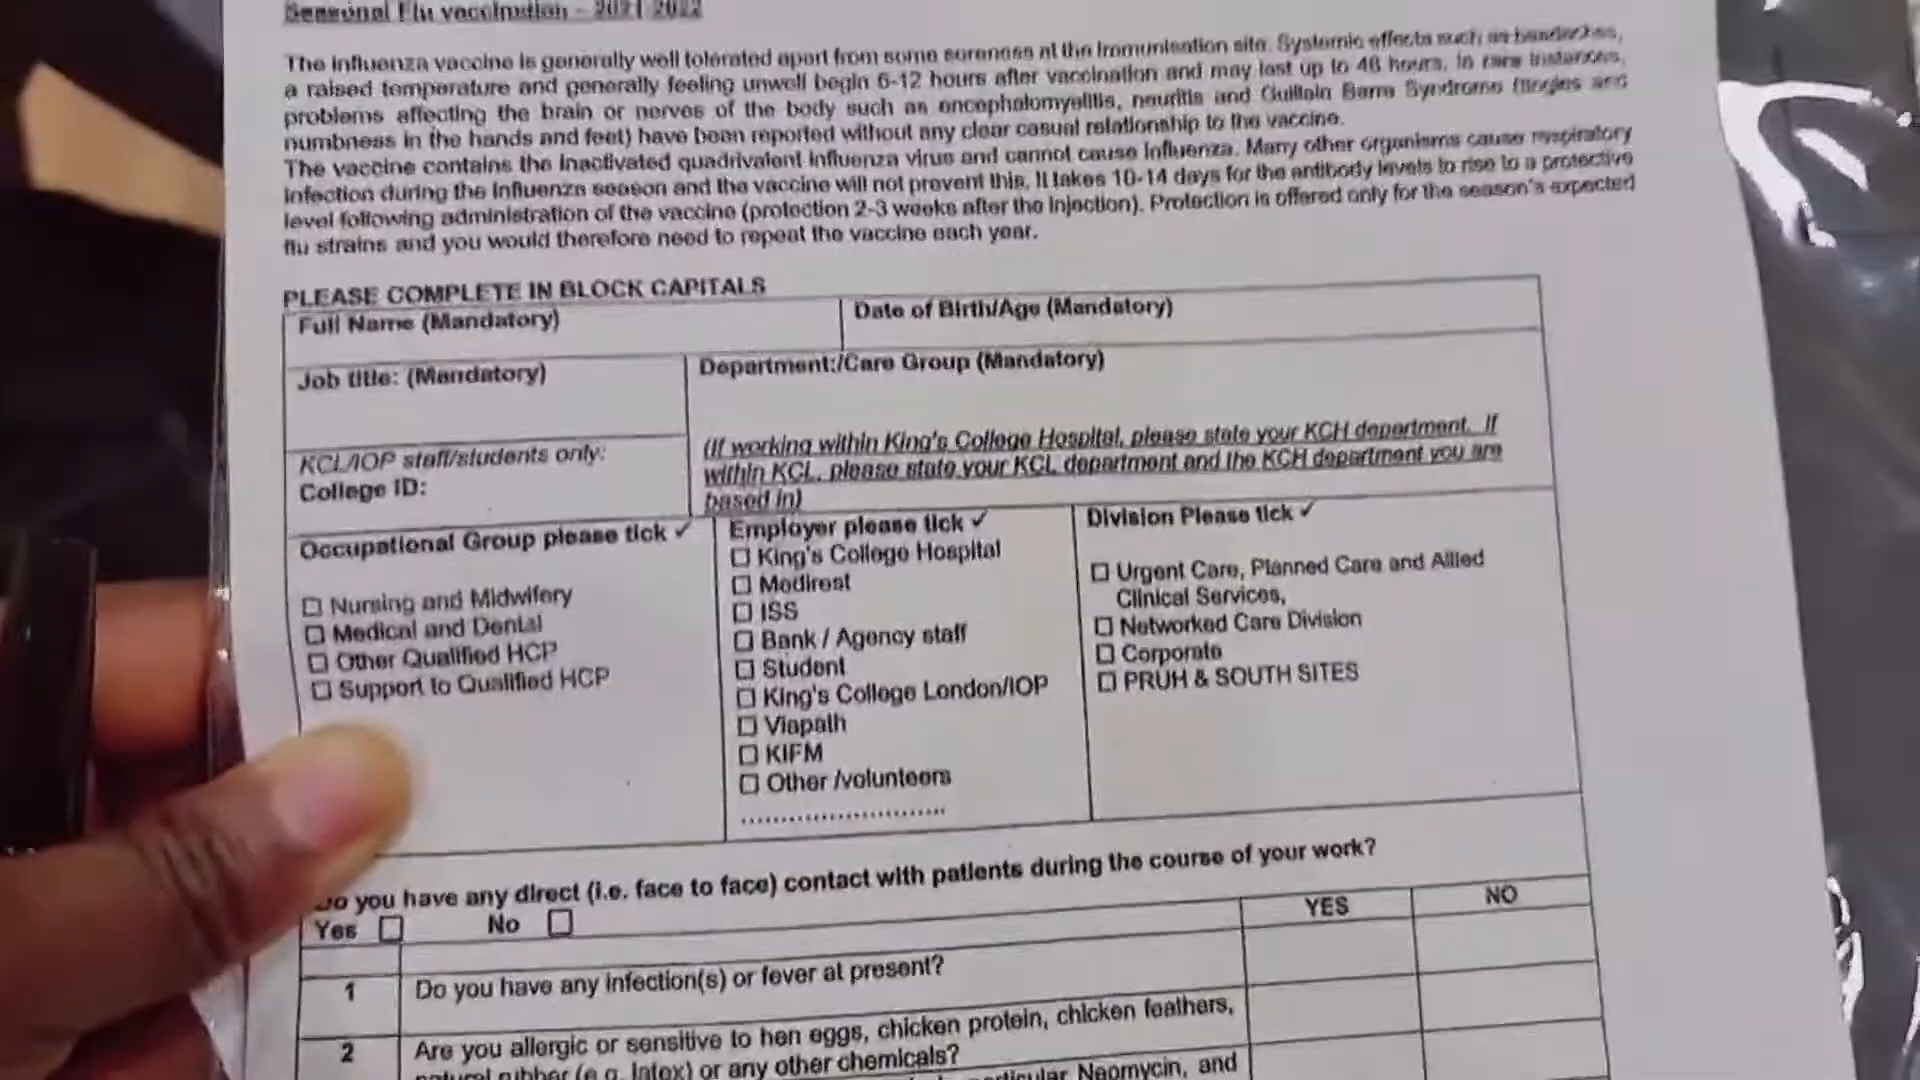 Seasonal Flu vaccination - 2021 2022
The influenza vaccine is generally well tolerated apart from some soreness at the immunisation site. Systemic effects such as headaches,
a raised temperature and generally feeling unwell begin 6-12 hours after vaccination and may last up to 48 hours. In rare instances,
problems affecting the brain or nerves of the body such as encephalomyelitis, neuritis and Guillain Barre Syndrome (tingles and
numbness in the hands and feet) have been reported without any clear casual relationship to the vaccine.
The vaccine contains the inactivated quadrivalent influenza virus and cannot cause influenza. Many other organisms cause respiratory
infection during the influenza season and the vaccine will not prevent this. It takes 10-14 days for the antibody levels to rise to a protective
level following administration of the vaccine (protection 2-3 weeks after the injection). Protection is offered only for the season's expected
flu strains and you would therefore need to repeat the vaccine each year.
PLEASE COMPLETE IN BLOCK CAPITALS
Full Name (Mandatory)
Date of Birth/Age (Mandatory)
Job title: (Mandatory)
Department:/Care Group (Mandatory)
(If working within King's College Hospital, please state your KCH department. If
within KCL, please state your KCL department and the KCH department you are
based in)
KCL/IOP staff/students only:
College ID:
Occupational Group please tick ✓
☐ Nursing and Midwifery
☐ Medical and Dental
☐ Other Qualified HCP
☐ Support to Qualified HCP
Employer please tick ✓
☐ King's College Hospital
☐ Medirest
☐ ISS
☐ Bank / Agency staff
☐ Student
☐ King's College London/IOP
☐ Viapath
☐ KIFM
☐ Other /volunteers
...........................
Division Please tick ✓
☐ Urgent Care, Planned Care and Allied
Clinical Services,
☐ Networked Care Division
☐ Corporate
☐ PRUH & SOUTH SITES
Do you have any direct (i.e. face to face) contact with patients during the course of your work?
Yes ☐ No ☐
YES NO
1 Do you have any infection(s) or fever at present?
2 Are you allergic or sensitive to hen eggs, chicken protein, chicken feathers,
natural rubber (e.g. latex) or any other chemicals?
Neomycin, and